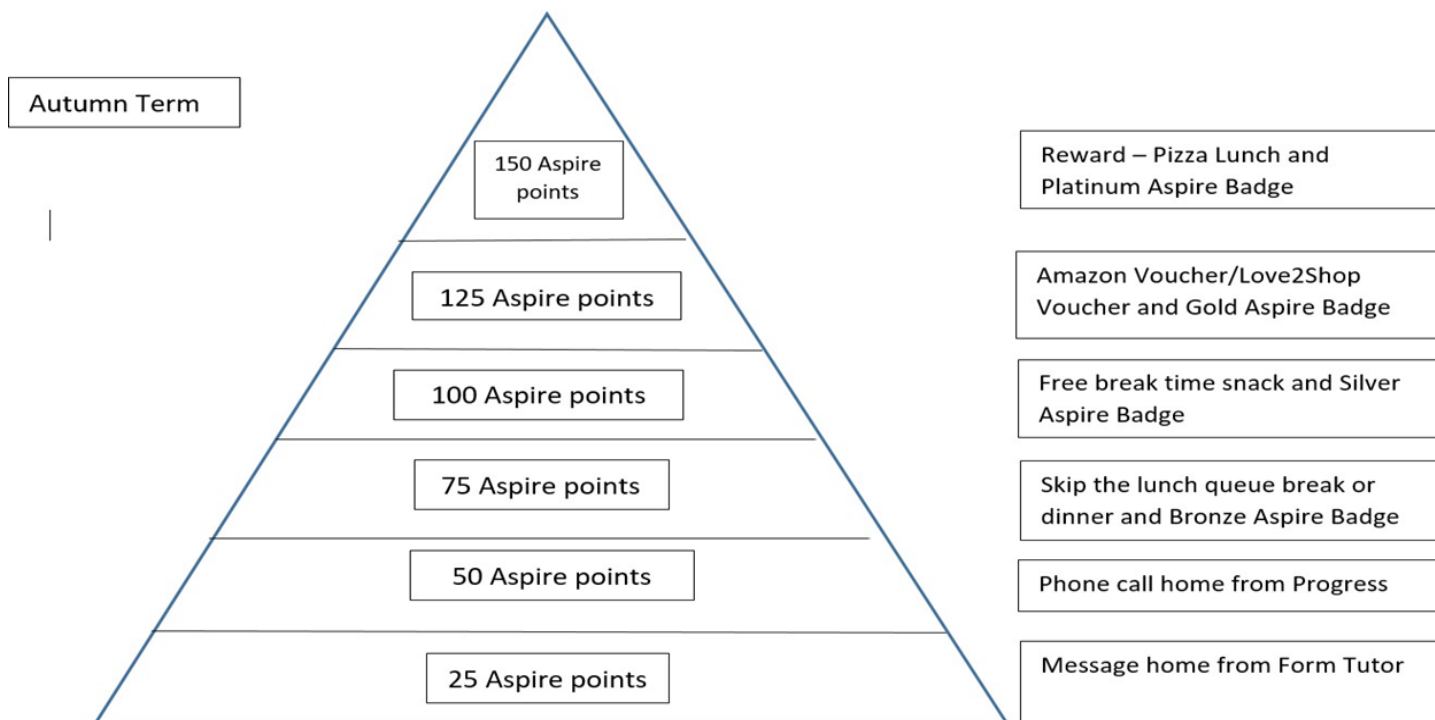 Autumn Term
150 Aspire
points
Reward – Pizza Lunch and
Platinum Aspire Badge
125 Aspire points
Amazon Voucher/Love2Shop
Voucher and Gold Aspire Badge
100 Aspire points
Free break time snack and Silver
Aspire Badge
75 Aspire points
Skip the lunch queue break or
dinner and Bronze Aspire Badge
50 Aspire points
Phone call home from Progress
25 Aspire points
Message home from Form Tutor